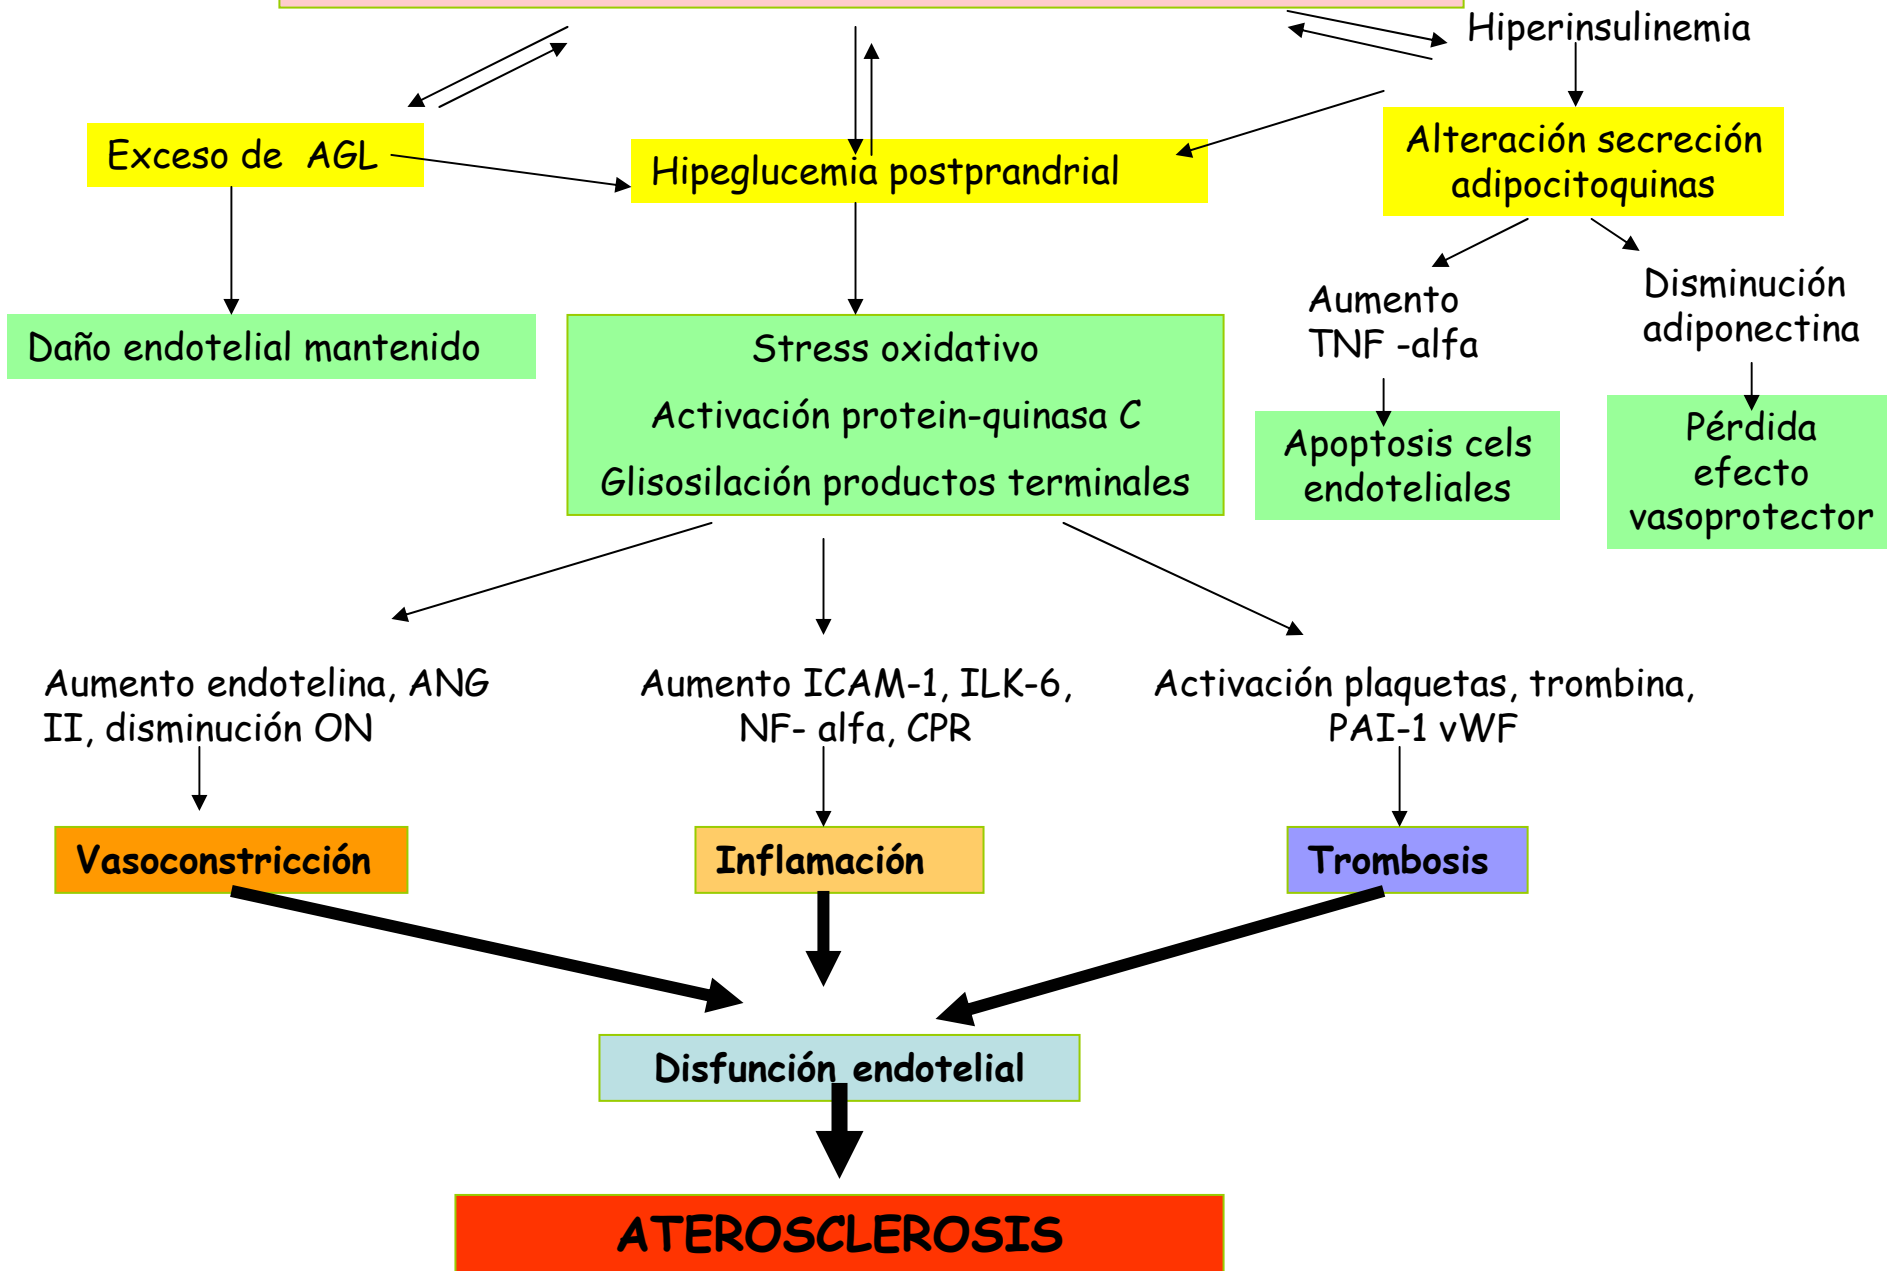 Hiperinsulinemia
Exceso de AGL
Hipeglucemia postprandrial
Alteración secreción
adipocitoquinas
Aumento
TNF -alfa
Disminución
adiponectina
Daño endotelial mantenido
Stress oxidativo
Activación protein-quinasa C
Glisosilación productos terminales
Apoptosis cels
endoteliales
Pérdida
efecto
vasoprotector
Aumento endotelina, ANG
II, disminución ON
Aumento ICAM-1, ILK-6,
NF- alfa, CPR
Activación plaquetas, trombina,
PAI-1 vWF
Vasoconstricción
Inflamación
Trombosis
Disfunción endotelial
ATEROSCLEROSIS